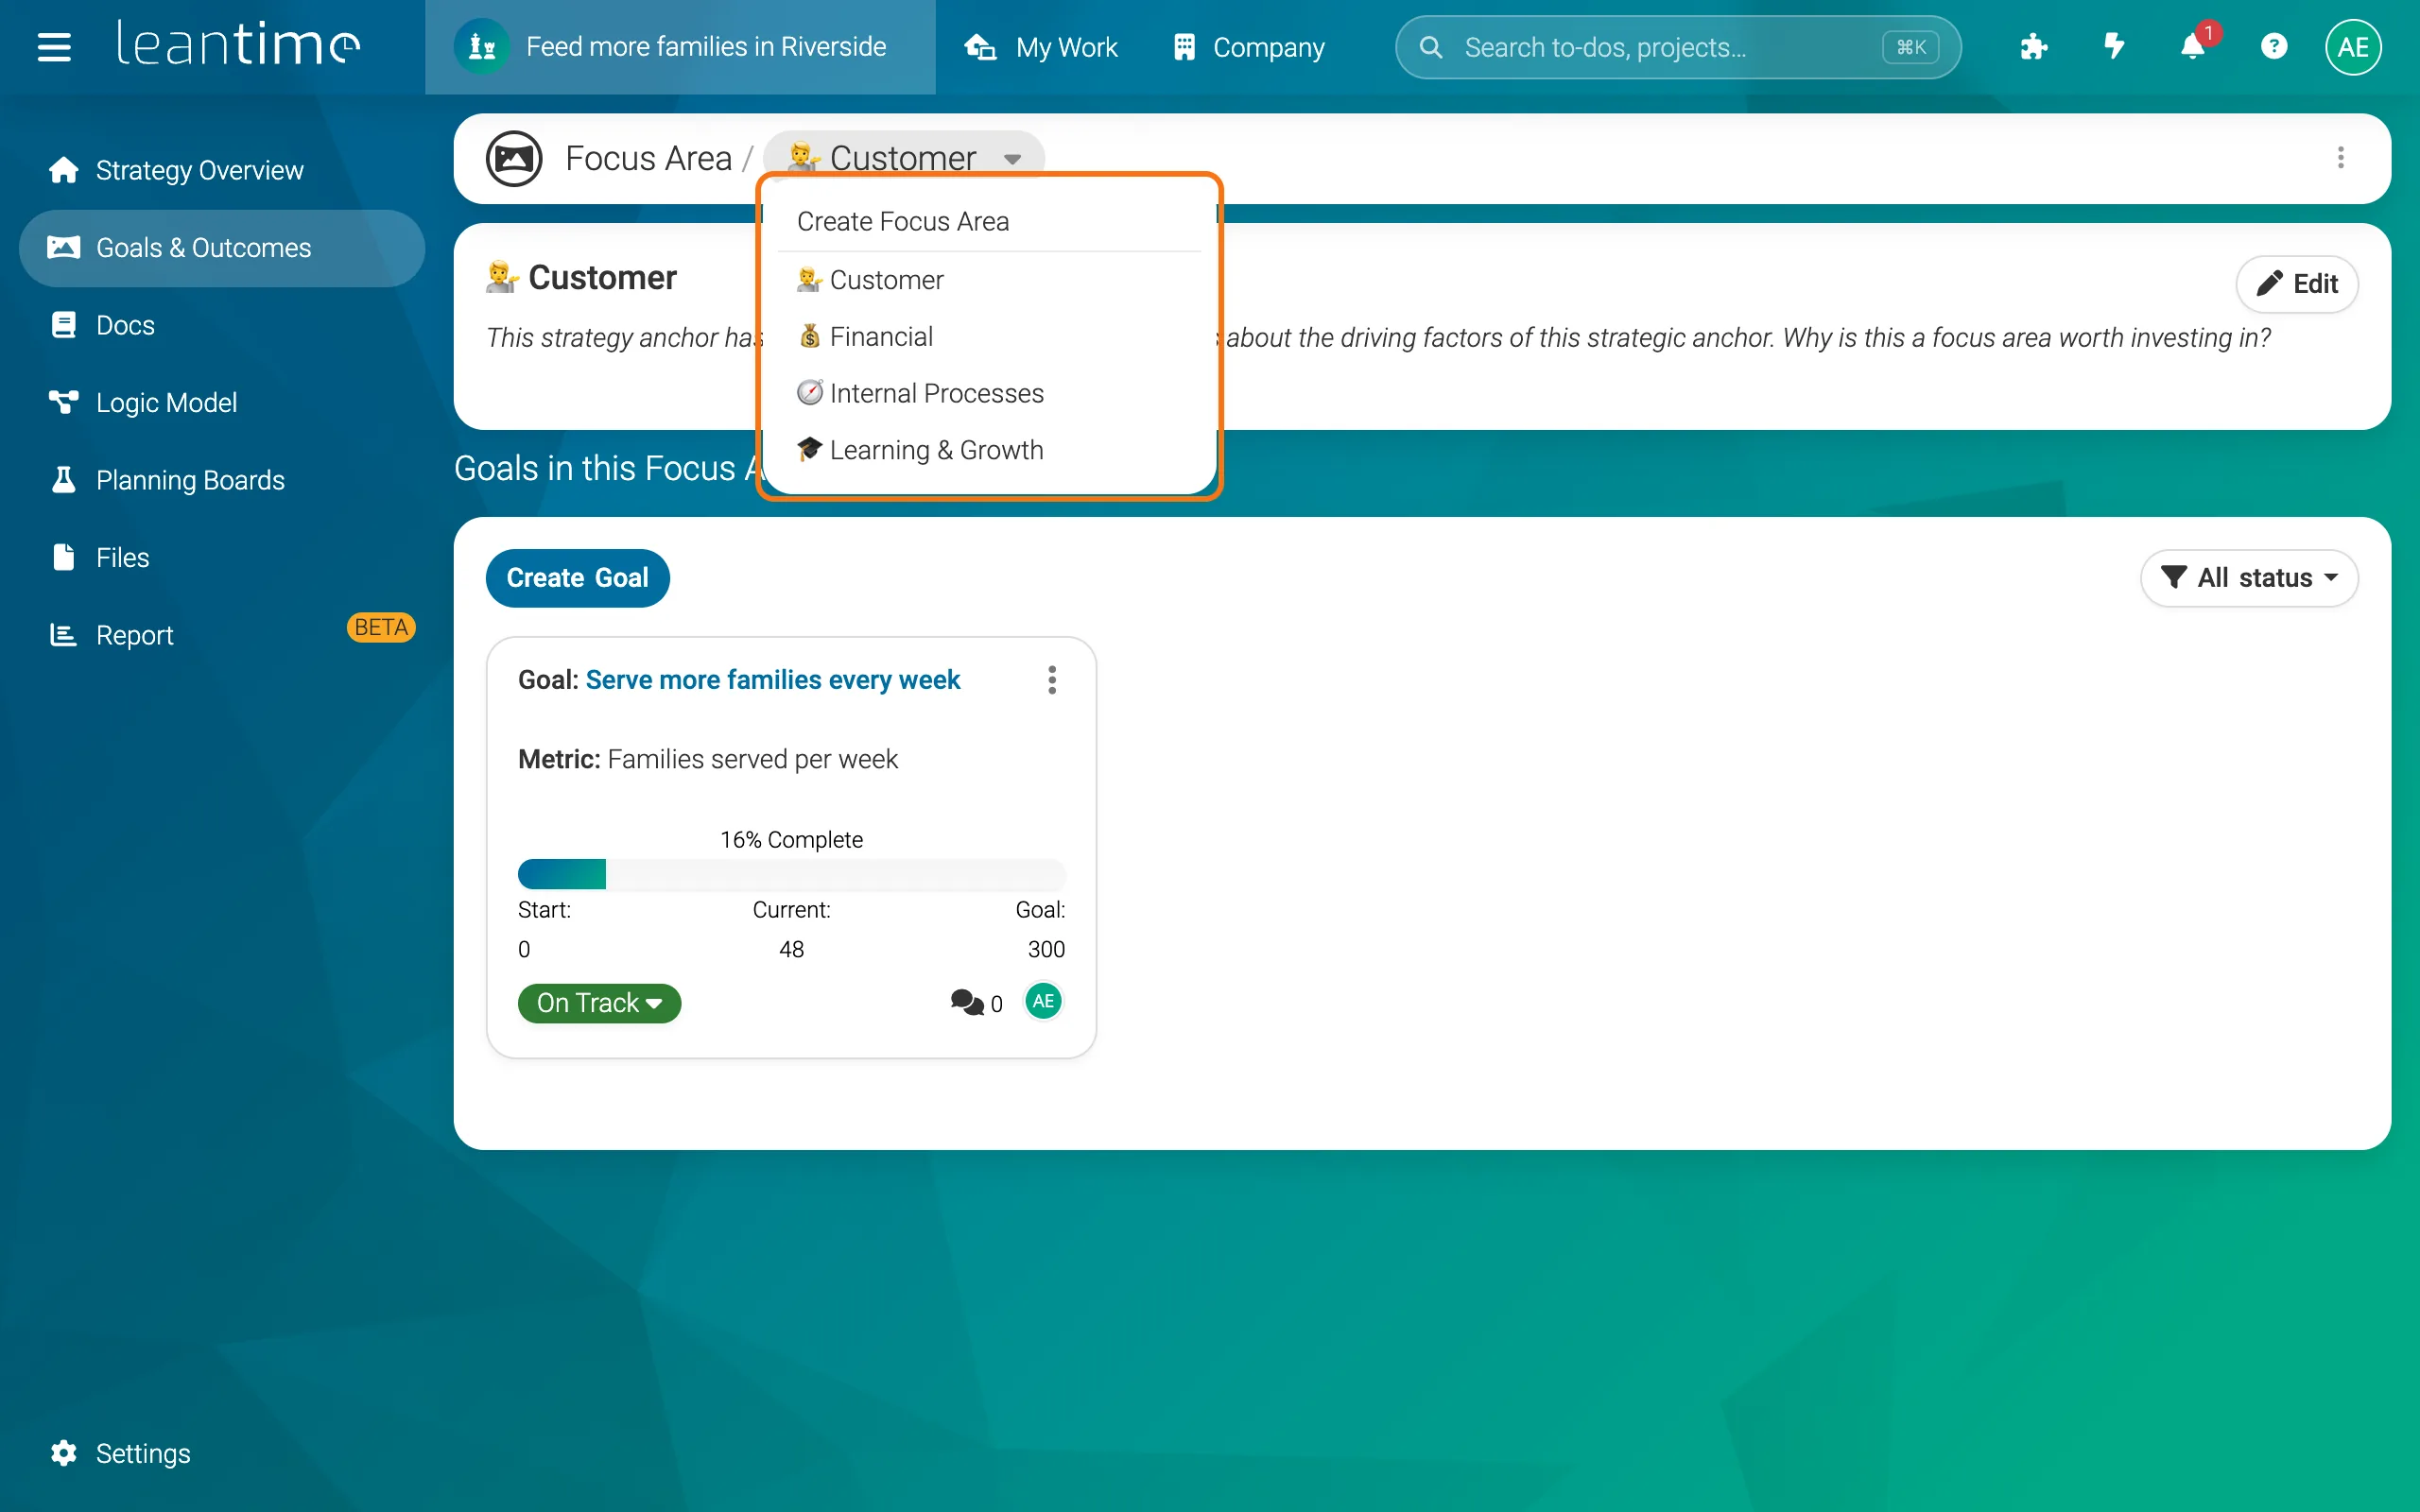 leantime
Feed more families in Riverside
My Work
Company
Search to-dos, projects...
⌘K
1
?
AE
Strategy Overview
Goals & Outcomes
Docs
Logic Model
Planning Boards
Files
Report
BETA
Settings
Focus Area / Customer
Create Focus Area
Customer
Financial
Internal Processes
Learning & Growth
Customer
Edit
This strategy anchor has about the driving factors of this strategic anchor. Why is this a focus area worth investing in?
Goals in this Focus
Create Goal
All status
Goal: Serve more families every week
Metric: Families served per week
16% Complete
Start: Current: Goal:
0 48 300
On Track
0
AE